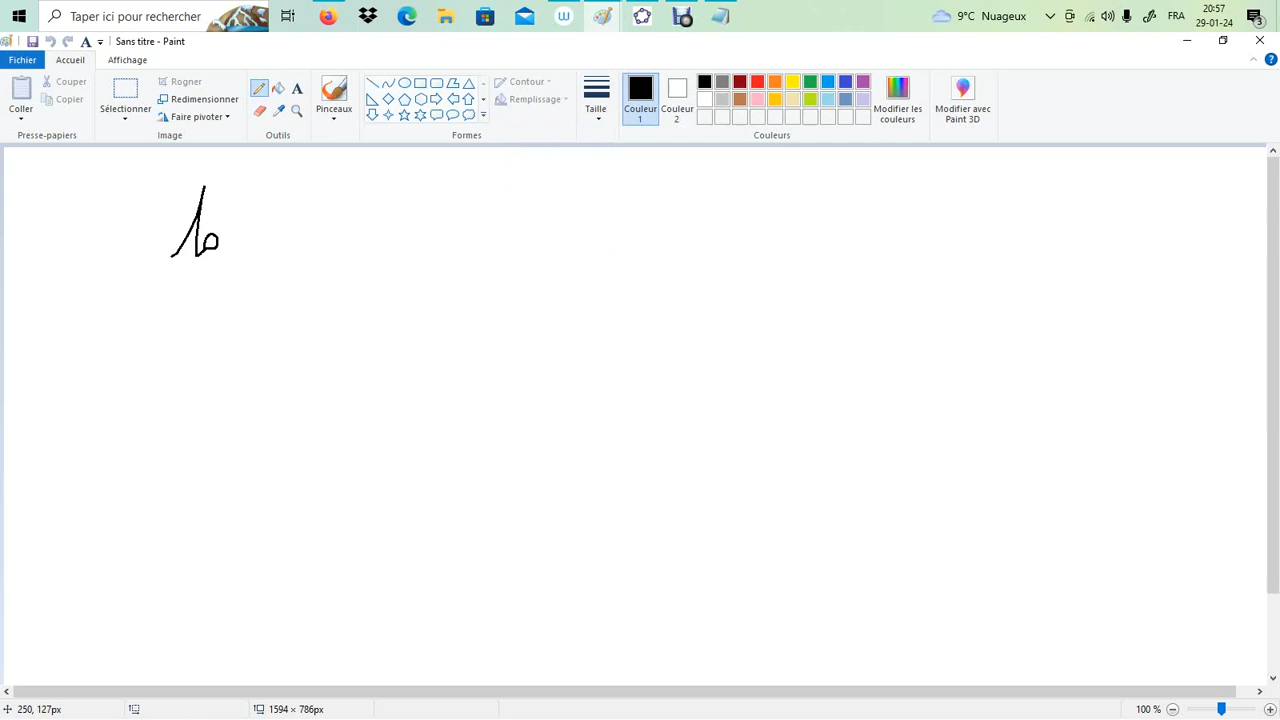 Taper ici pour rechercher
9°C Nuageux
FRA
20:57
29-01-24
3
Sans titre - Paint
Fichier
Accueil
Affichage
Coller
Couper
Copier
Presse-papiers
Sélectionner
Rogner
Redimensionner
Faire pivoter
Image
A
Outils
Pinceaux
Contour
Remplissage
Formes
Taille
Couleur 1
Couleur 2
Modifier les couleurs
Couleurs
Modifier avec Paint 3D
b
250, 127px
1594 × 786px
100 %